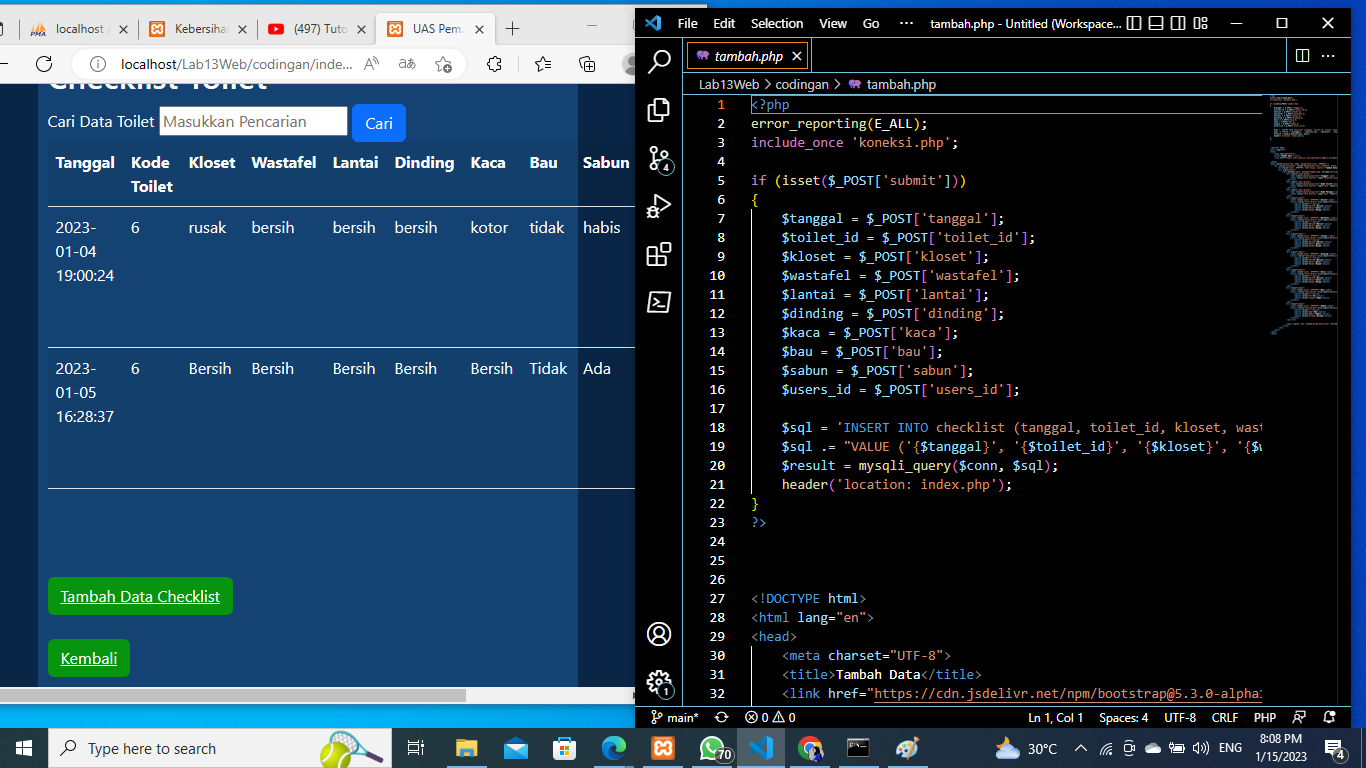 localhost /
Kebersiha
(497) Tuto
UAS Pem
localhost/Lab13Web/codingan/inde...
Checklist Toilet
Cari Data Toilet
Masukkan Pencarian
Cari
Tanggal Kode Toilet Kloset Wastafel Lantai Dinding Kaca Bau Sabun
2023-01-04 19:00:24 6 rusak bersih bersih bersih kotor tidak habis
2023-01-05 16:28:37 6 Bersih Bersih Bersih Bersih Bersih Tidak Ada
Tambah Data Checklist
Kembali
File Edit Selection View Go ··· tambah.php - Untitled (Workspace...
tambah.php
Lab13Web > codingan > tambah.php
1 <?php
2 error_reporting(E_ALL);
3 include_once 'koneksi.php';
4
5 if (isset($_POST['submit']))
6 {
7 $tanggal = $_POST['tanggal'];
8 $toilet_id = $_POST['toilet_id'];
9 $kloset = $_POST['kloset'];
10 $wastafel = $_POST['wastafel'];
11 $lantai = $_POST['lantai'];
12 $dinding = $_POST['dinding'];
13 $kaca = $_POST['kaca'];
14 $bau = $_POST['bau'];
15 $sabun = $_POST['sabun'];
16 $users_id = $_POST['users_id'];
17
18 $sql = 'INSERT INTO checklist (tanggal, toilet_id, kloset, wast
19 $sql .= "VALUE ('{$tanggal}', '{$toilet_id}', '{$kloset}', '{$w
20 $result = mysqli_query($conn, $sql);
21 header('location: index.php');
22 }
23 ?>
24
25
26
27 <!DOCTYPE html>
28 <html lang="en">
29 <head>
30 <meta charset="UTF-8">
31 <title>Tambah Data</title>
32 <link href="https://cdn.jsdelivr.net/npm/bootstrap@5.3.0-alpha1
4
1
main* 0 0 Ln 1, Col 1 Spaces: 4 UTF-8 CRLF PHP
Type here to search
70
30°C
ENG
8:08 PM
1/15/2023
4